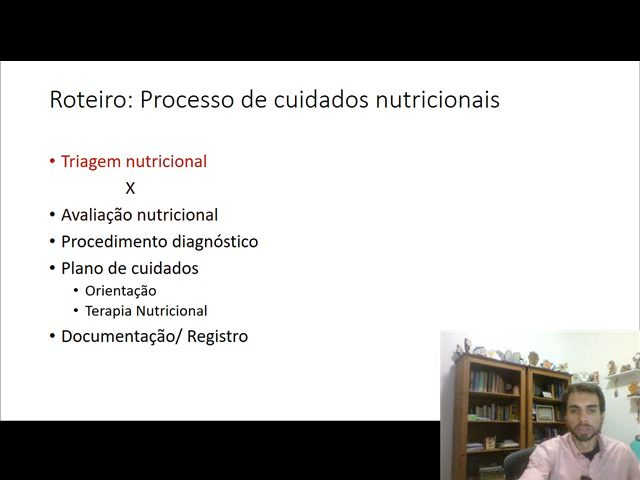 Roteiro: Processo de cuidados nutricionais
• Triagem nutricional
X
• Avaliação nutricional
• Procedimento diagnóstico
• Plano de cuidados
• Orientação
• Terapia Nutricional
• Documentação/ Registro